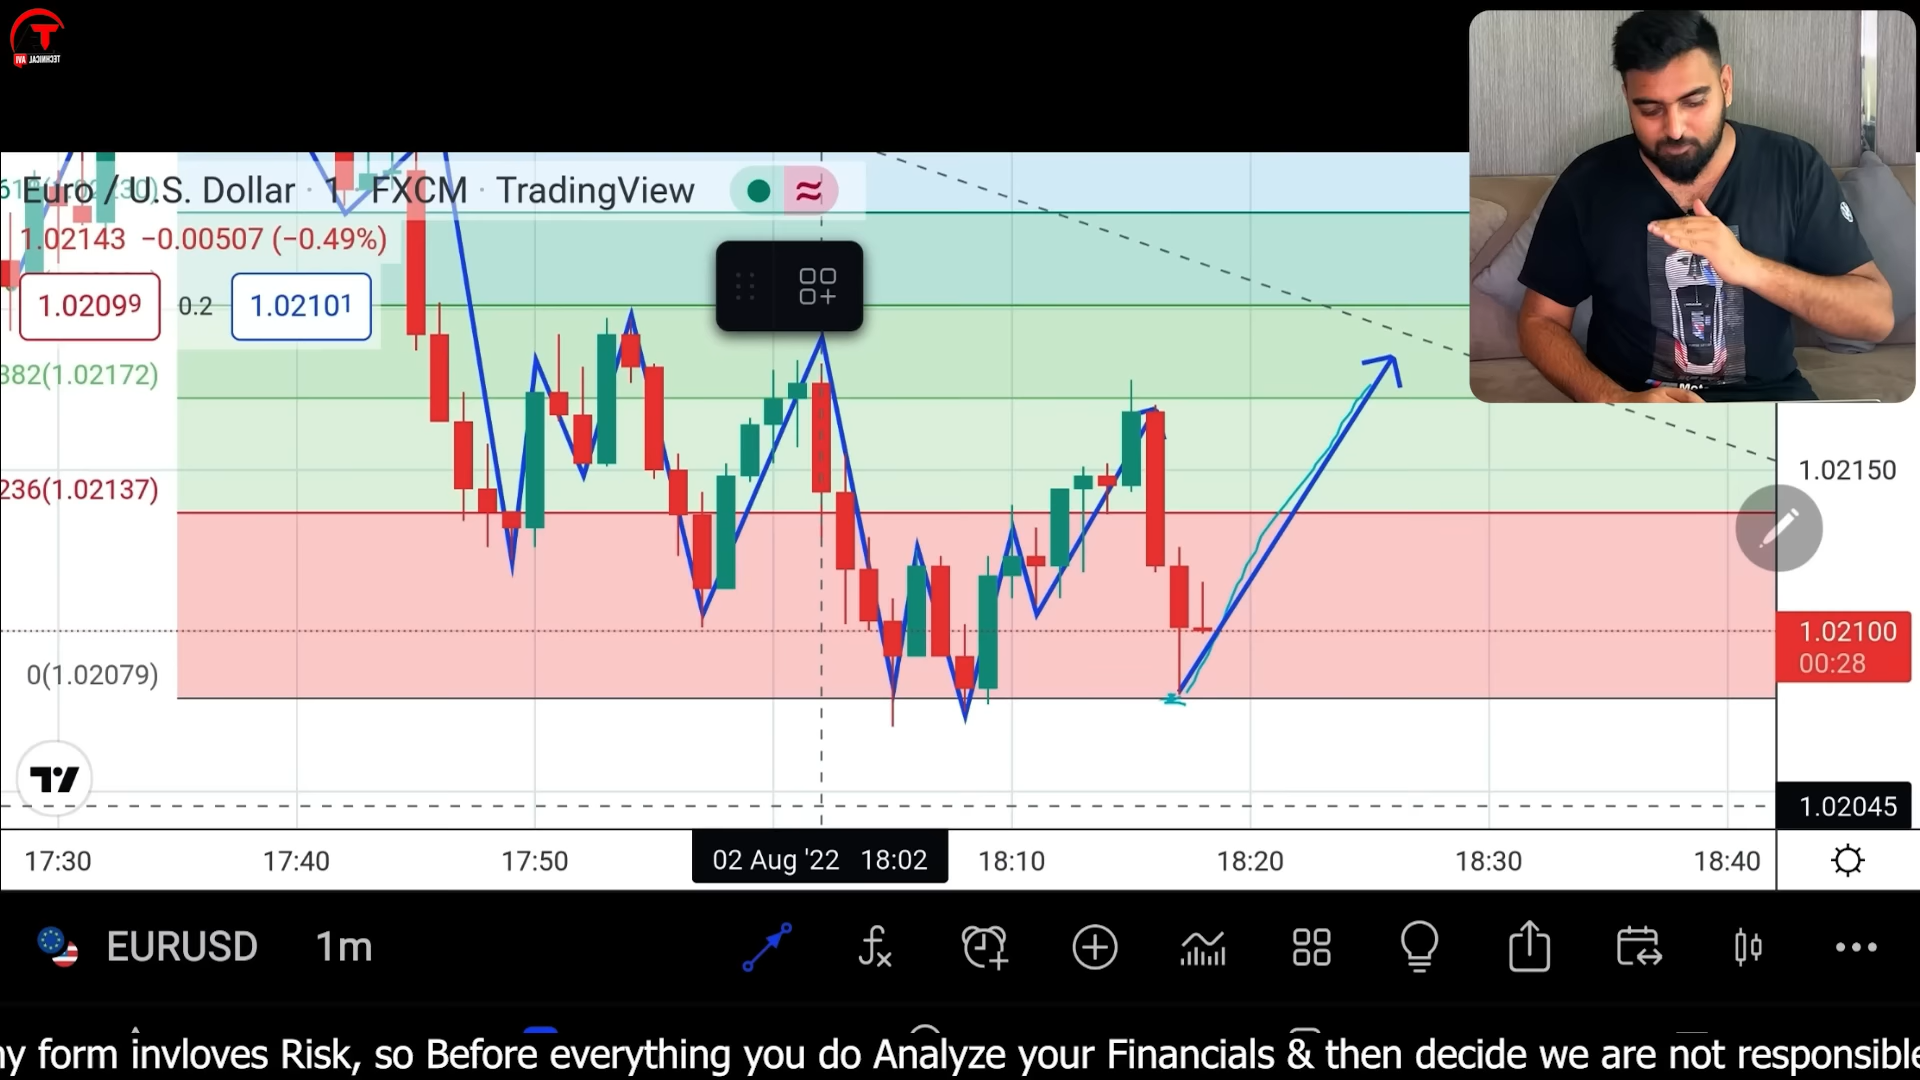 T
TECHNICAL AVI
Euro / U.S. Dollar · 1 · FXCM · TradingView
1.02143 −0.00507 (−0.49%)
1.02099 0.2 1.02101
382(1.02172)
236(1.02137)
0(1.02079)
1.02150
1.02100
00:28
1.02045
17:30 17:40 17:50 02 Aug '22 18:02 18:10 18:20 18:30 18:40
EURUSD 1m
ny form invloves Risk, so Before everything you do Analyze your Financials & then decide we are not responsible